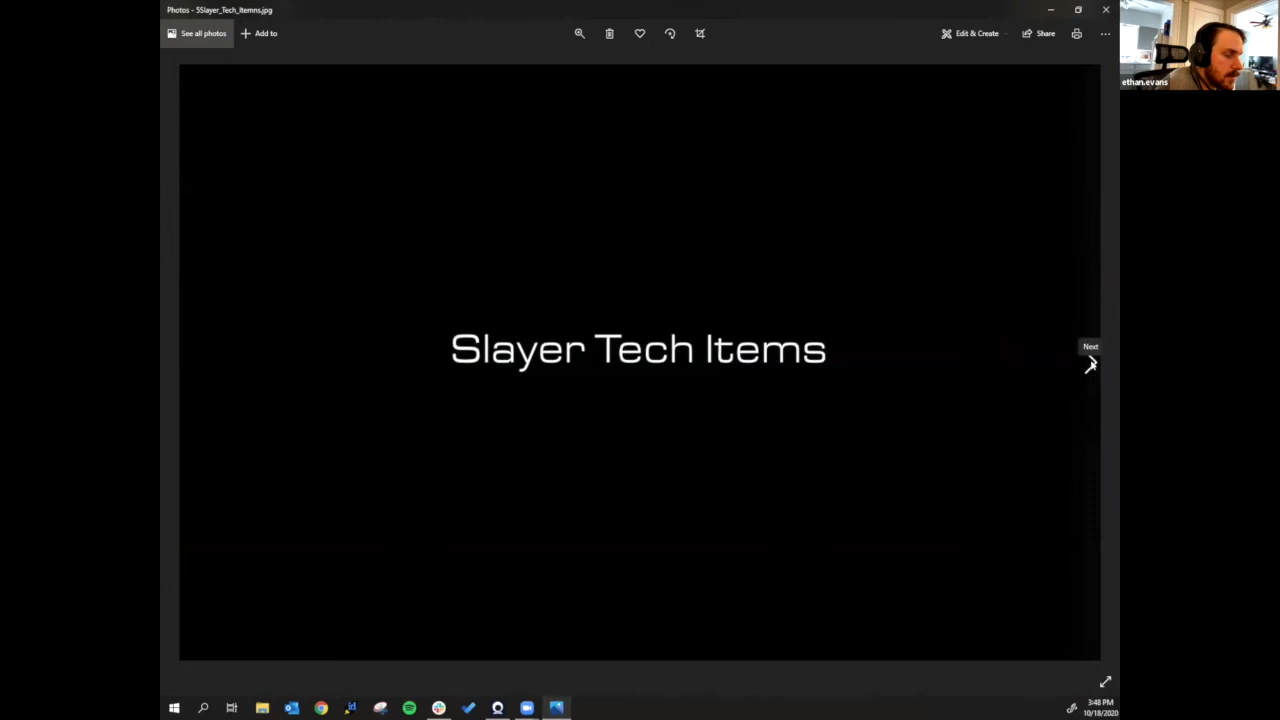 Photos - 5Slayer_Tech_Itemns.jpg
See all photos
Add to
Edit & Create
Share
ethan.evans
Slayer Tech Items
Next
3:48 PM
10/18/2020